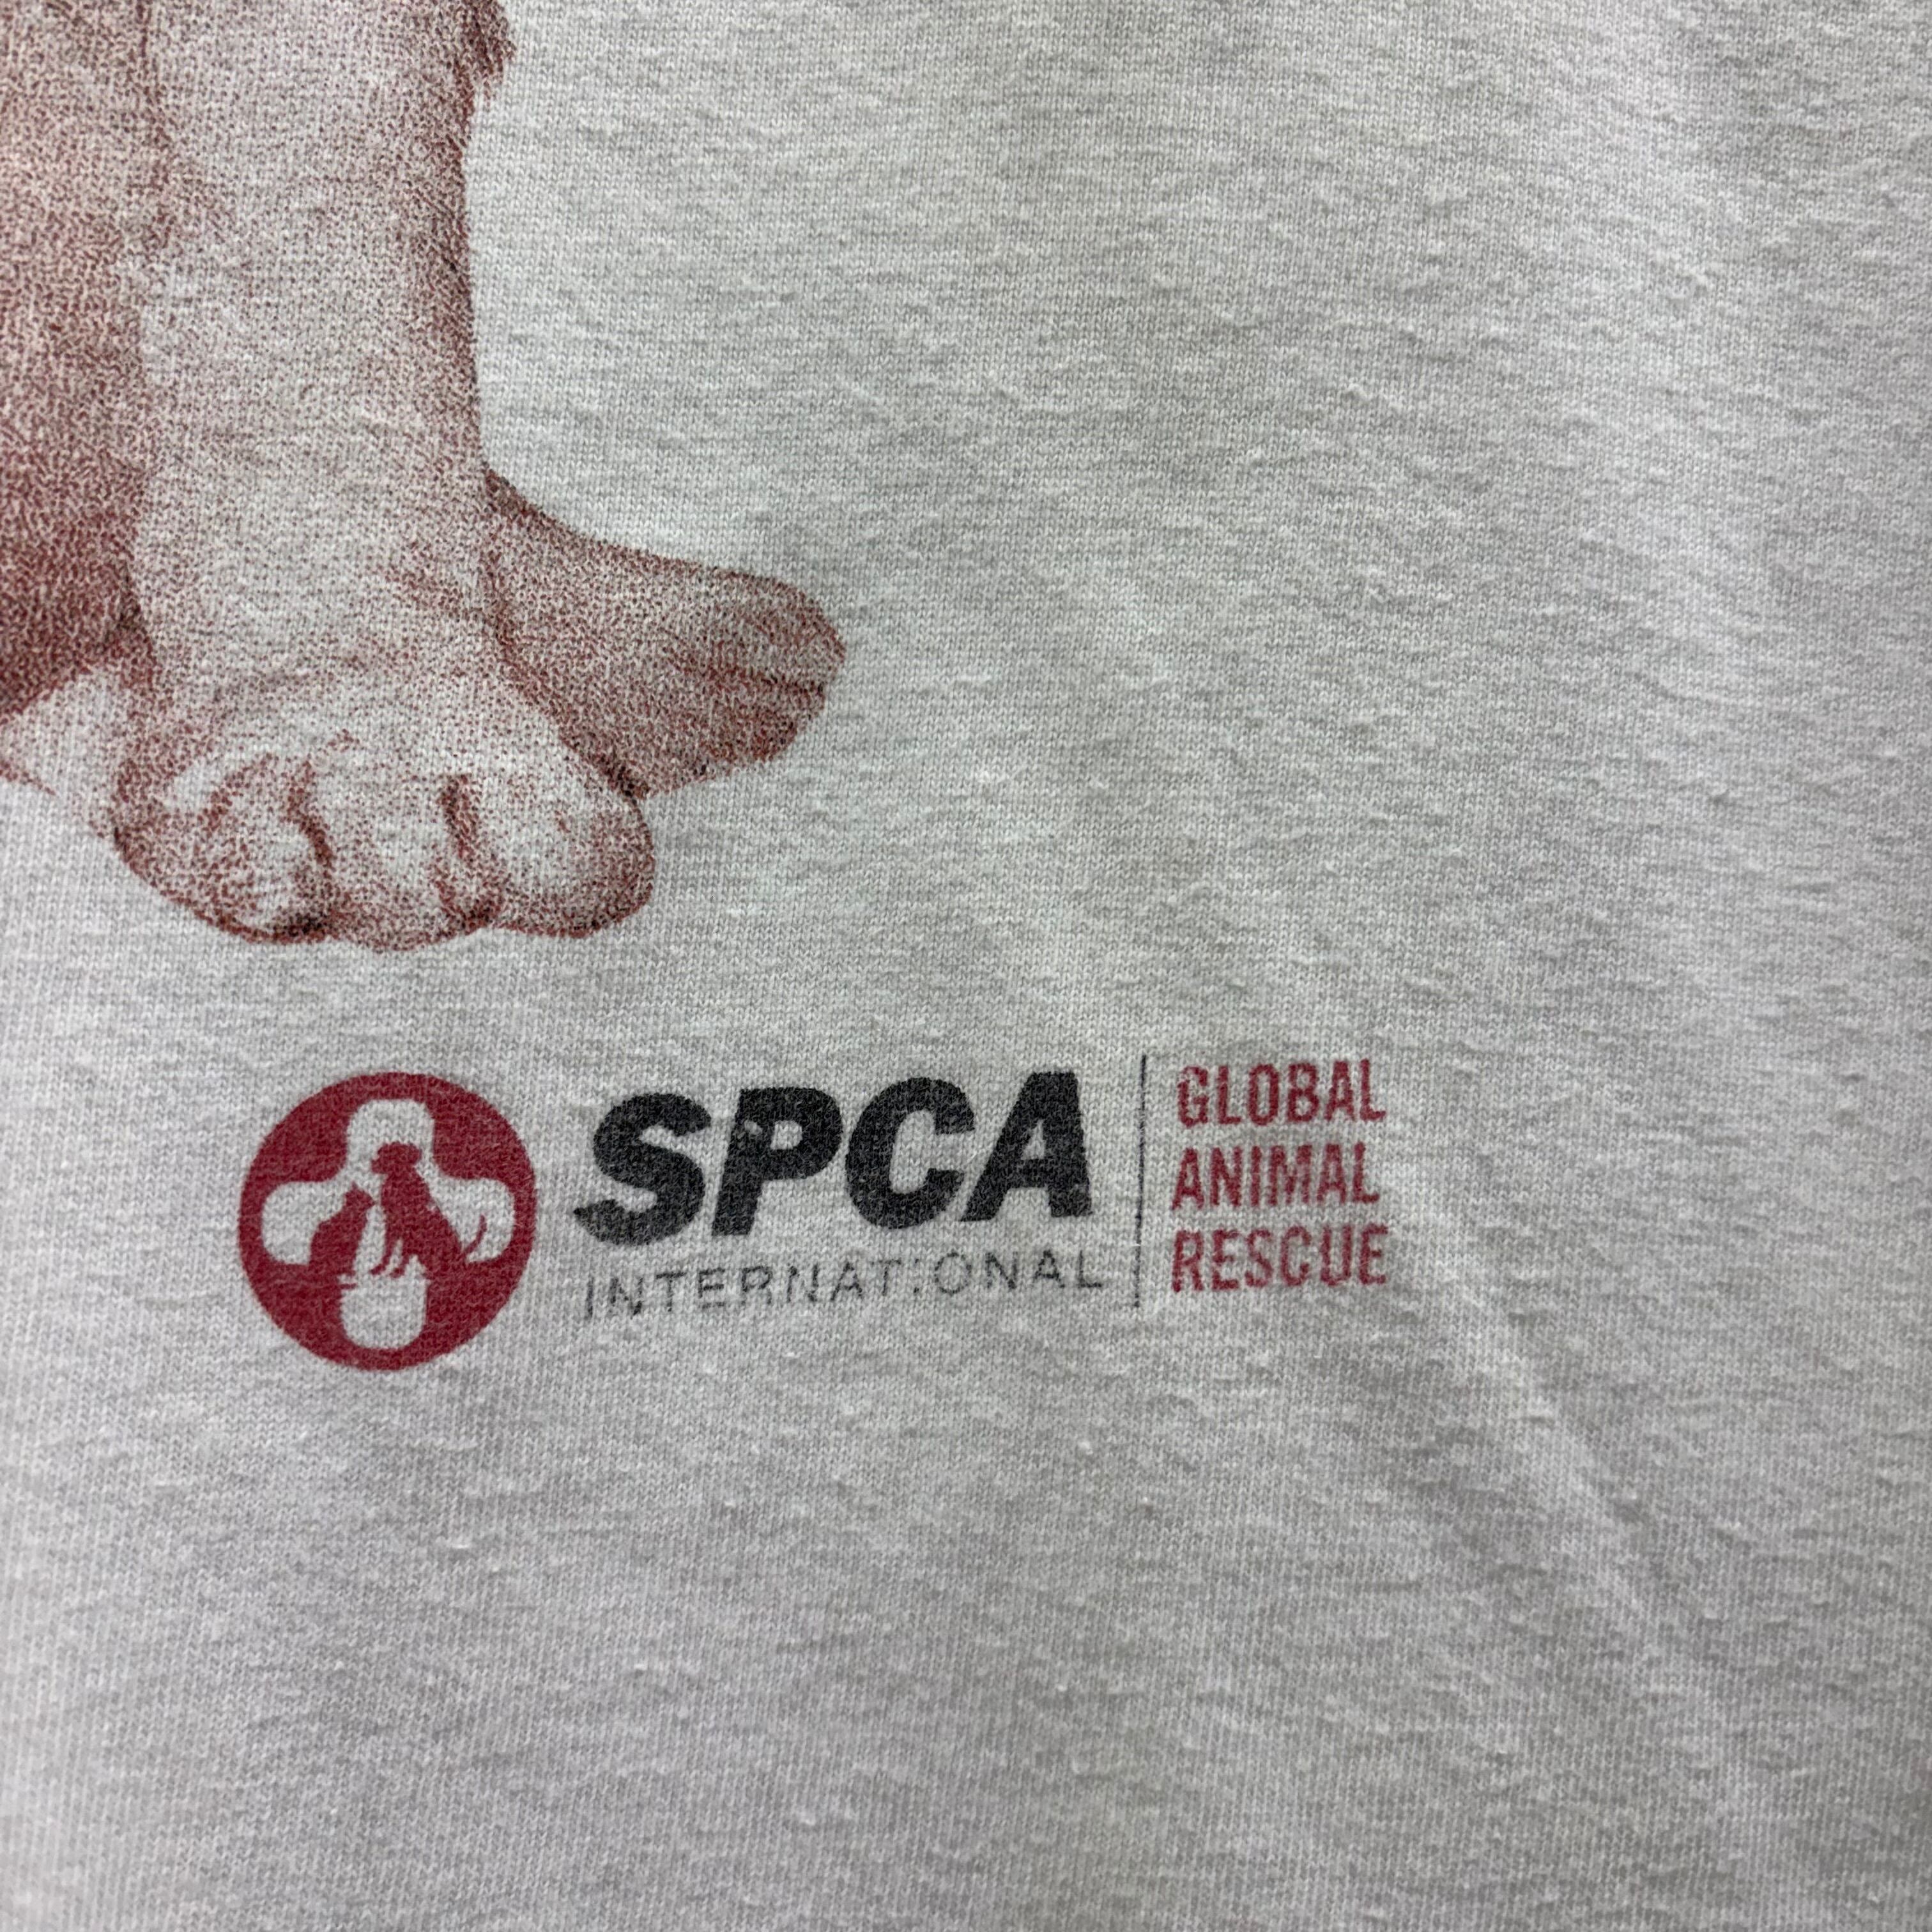 SPCA
INTERNATIONAL
GLOBAL
ANIMAL
RESCUE